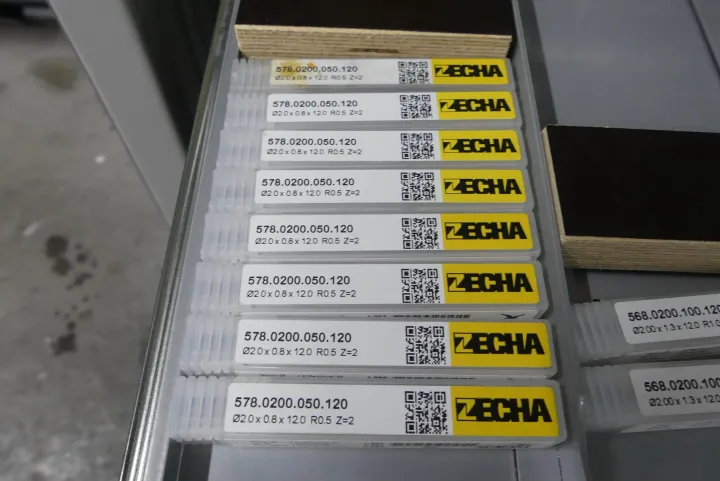 578.0200.050.120
Ø2.0 x 0.8 x 12.0 R0.5 Z=2
ZECHA
578.0200.050.120
Ø2.0 x 0.8 x 12.0 R0.5 Z=2
ZECHA
578.0200.050.120
Ø2.0 x 0.8 x 12.0 R0.5 Z=2
ZECHA
578.0200.050.120
Ø2.0 x 0.8 x 12.0 R0.5 Z=2
ZECHA
578.0200.050.120
Ø2.0 x 0.8 x 12.0 R0.5 Z=2
ZECHA
578.0200.050.120
Ø2.0 x 0.8 x 12.0 R0.5 Z=2
ZECHA
578.0200.050.120
Ø2.0 x 0.8 x 12.0 R0.5 Z=2
ZECHA
578.0200.050.120
Ø2.0 x 0.8 x 12.0 R0.5 Z=2
ZECHA
568.0200.100.120
Ø2.00 x 1.3 x 12.0 R1.0
568.0200.100
Ø2.00 x 1.3 x 12.0